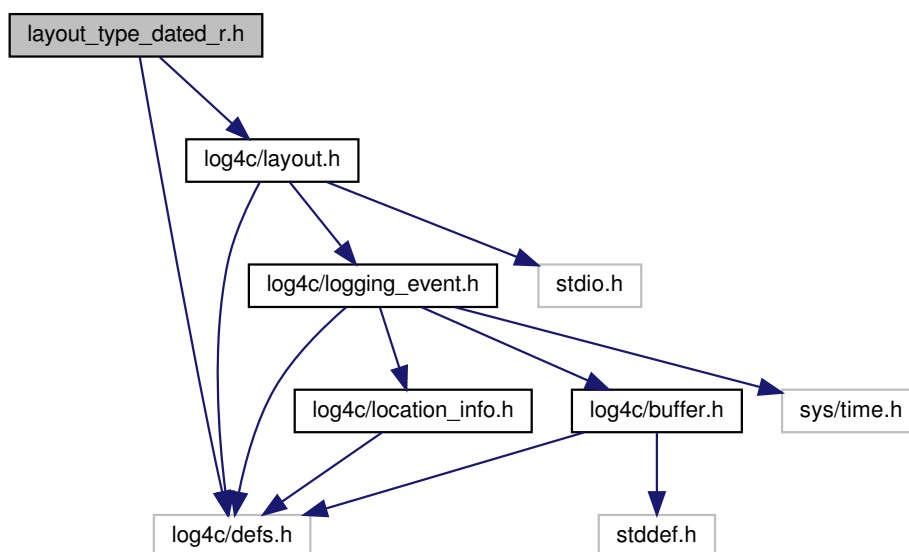 layout_type_dated_r.h
log4c/layout.h
log4c/logging_event.h
stdio.h
log4c/location_info.h
log4c/buffer.h
sys/time.h
log4c/defs.h
stddef.h